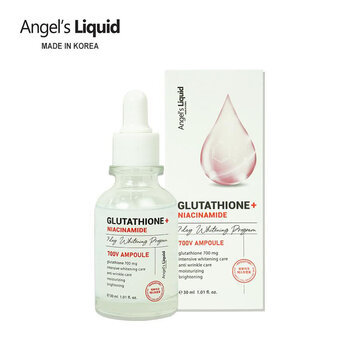 Angel's Liquid
MADE IN KOREA
GLUTATHIONE+
NIACINAMIDE
7day Whitening Program
700V AMPOULE
glutathione 700 mg
intensive whitening care
anti wrinkle care
moisturizing
brightening
℮ 30 ml 1.01 fl. oz.
Angel's Liquid
GLUTATHIONE+
NIACINAMIDE
7day Whitening Program
700V AMPOULE
glutathione 700 mg
intensive whitening care
anti wrinkle care
moisturizing
brightening
℮ 30 ml 1.01 fl. oz.